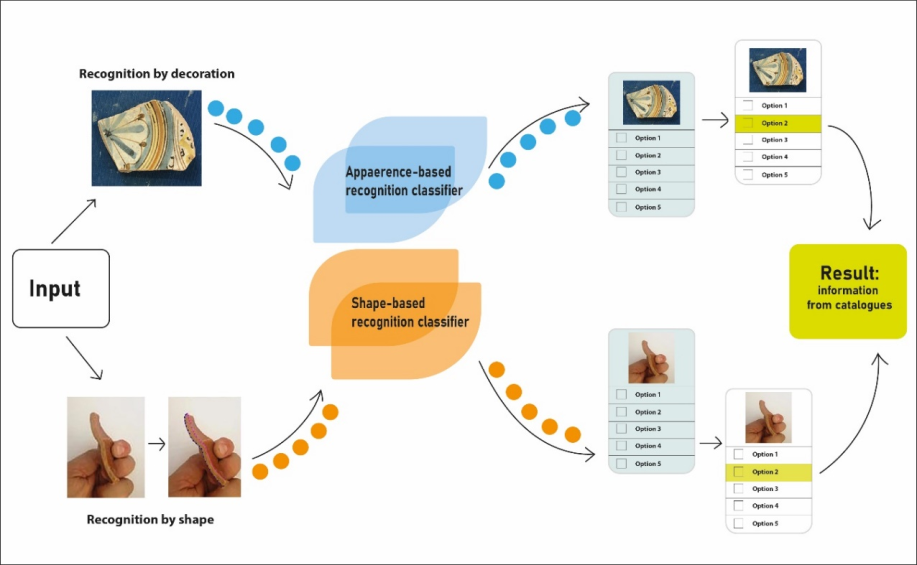 Recognition by decoration
Appaerence-based
recognition classifier
Option 1
Option 2
Option 3
Option 4
Option 5
Option 1
Option 2
Option 3
Option 4
Option 5
Input
Result:
information
from catalogues
Shape-based
recognition classifier
Recognition by shape
Option 1
Option 2
Option 3
Option 4
Option 5
Option 1
Option 2
Option 3
Option 4
Option 5